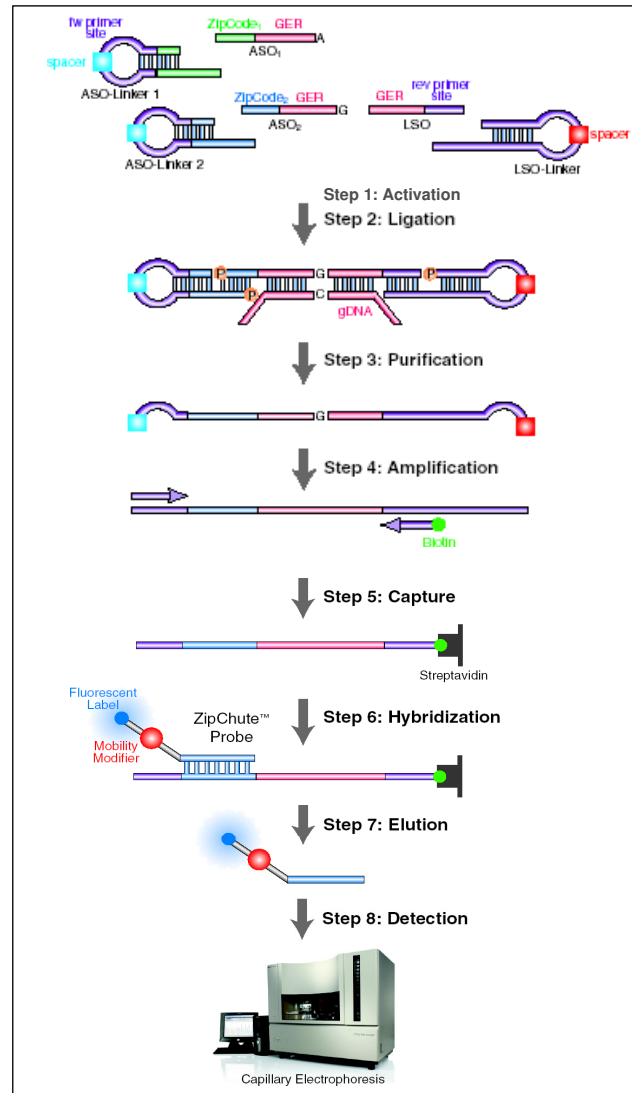 fw primer
site
ZipCode1 GER
A
ASO1
spacer
ASO-Linker 1
rev primer
site
ZipCode2 GER
G
ASO2
GER
LSO
spacer
ASO-Linker 2
LSO-Linker
Step 1: Activation
Step 2: Ligation
P
G
P
P
C
gDNA
Step 3: Purification
G
Step 4: Amplification
Biotin
Step 5: Capture
Streptavidin
Fluorescent
Label
ZipChute™
Probe
Step 6: Hybridization
Mobility
Modifier
Step 7: Elution
Step 8: Detection
Capillary Electrophoresis